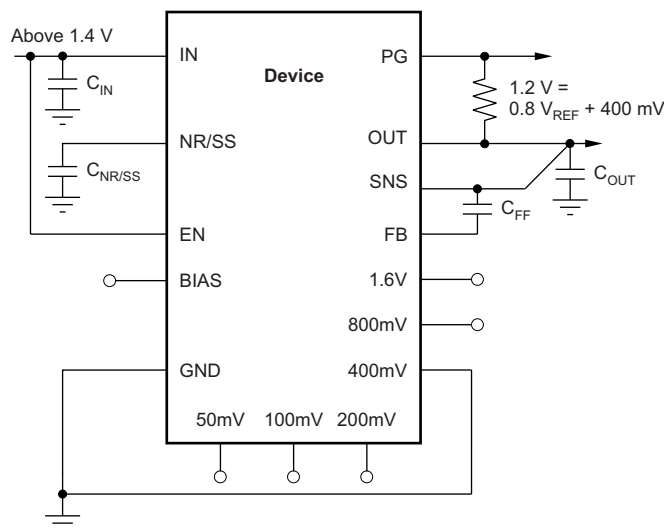 Above 1.4 V
IN
PG
Device
C_IN
1.2 V =
0.8 V_REF + 400 mV
NR/SS
OUT
C_NR/SS
SNS
C_OUT
C_FF
EN
FB
BIAS
1.6V
800mV
GND
400mV
50mV 100mV 200mV